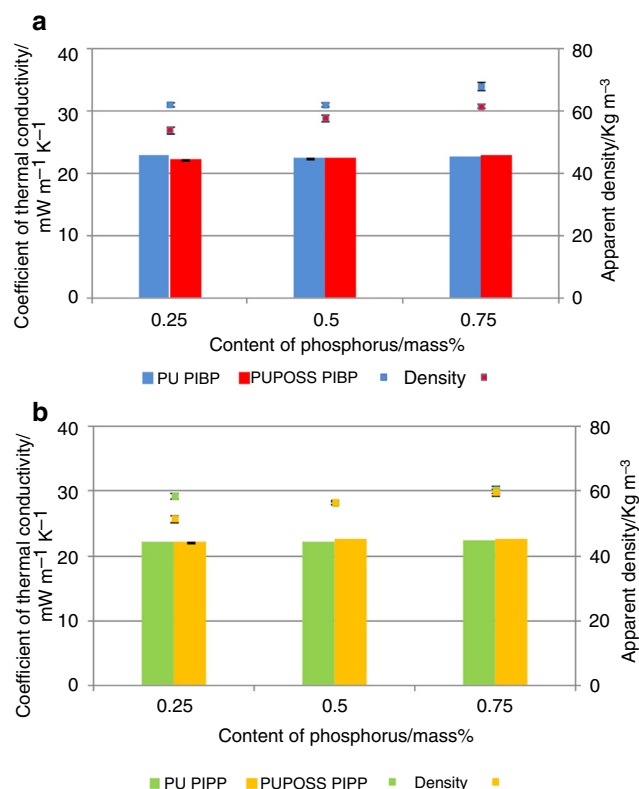 a
Coefficient of thermal conductivity/
mW m–1 K–1
40
30
20
10
0
80
60
40
20
0
Apparent density/Kg m–3
0.25 0.5 0.75
Content of phosphorus/mass%
PU PIBP PUPOSS PIBP Density
b
Coefficient of thermal conductivity/
mW m–1 K–1
40
30
20
10
0
80
60
40
20
0
Apparent density/Kg m–3
0.25 0.5 0.75
Content of phosphorus/mass%
PU PIPP PUPOSS PIPP Density